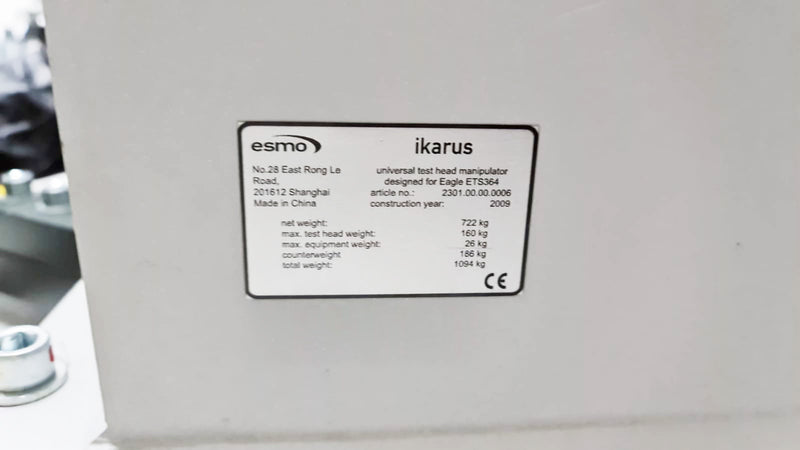 esmo
ikarus
No.28 East Rong Le
Road,
201612 Shanghai
Made in China
universal test head manipulator
designed for Eagle ETS364
article no.: 2301.00.00.0006
construction year: 2009
net weight: 722 kg
max. test head weight: 160 kg
max. equipment weight: 26 kg
counterweight 186 kg
total weight: 1094 kg
CE